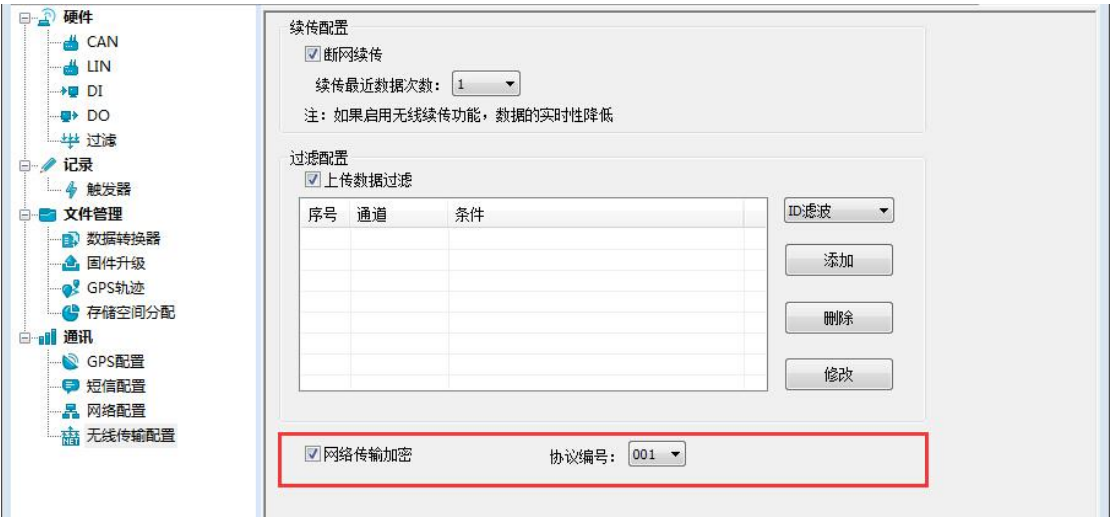 硬件
CAN
LIN
DI
DO
过滤
记录
触发器
文件管理
数据转换器
固件升级
GPS轨迹
存储空间分配
通讯
GPS配置
短信配置
网络配置
NET 无线传输配置
续传配置
断网续传
续传最近数据次数： 1
注：如果启用无线续传功能，数据的实时性降低
过滤配置
上传数据过滤
序号 通道 条件
ID滤波
添加
删除
修改
网络传输加密 协议编号： 001